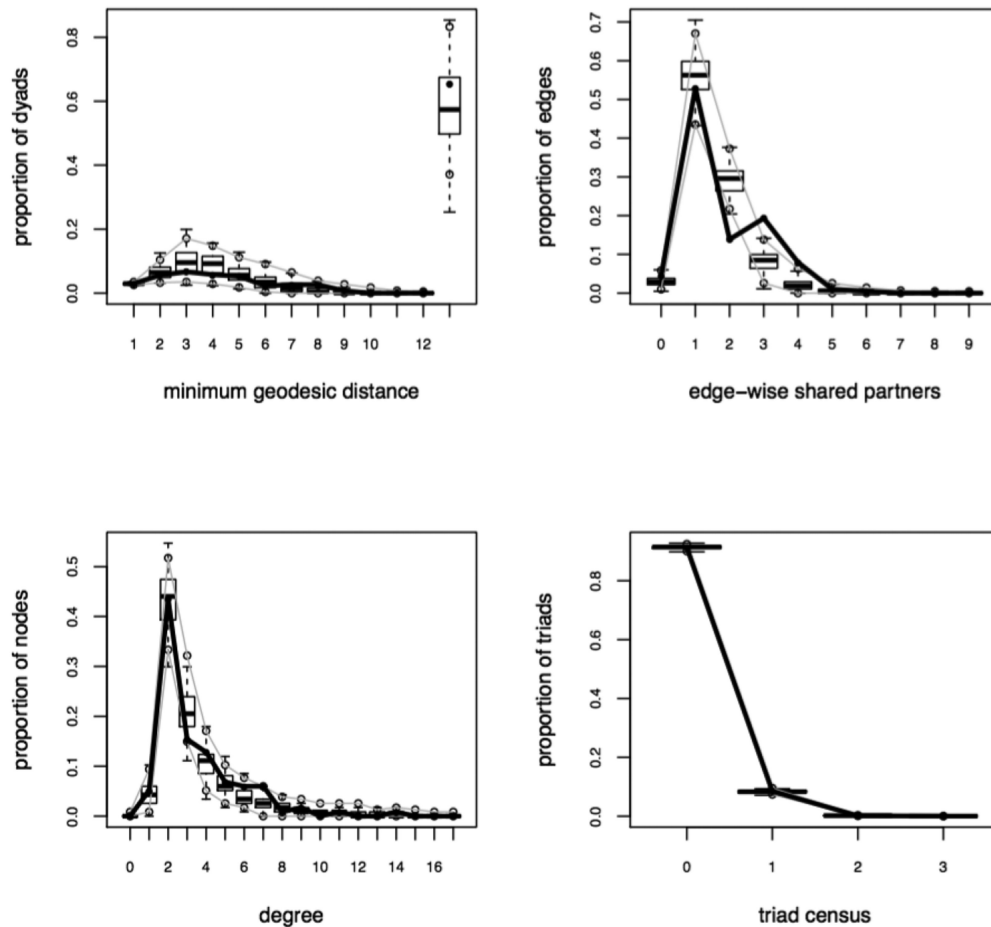 proportion of dyads
0.0 0.2 0.4 0.6 0.8
1 2 3 4 5 6 7 8 9 10 12
minimum geodesic distance
proportion of edges
0.0 0.1 0.2 0.3 0.4 0.5 0.6 0.7
0 1 2 3 4 5 6 7 8 9
edge−wise shared partners
proportion of nodes
0.0 0.1 0.2 0.3 0.4 0.5
0 2 4 6 8 10 12 14 16
degree
proportion of triads
0.0 0.2 0.4 0.6 0.8
0 1 2 3
triad census